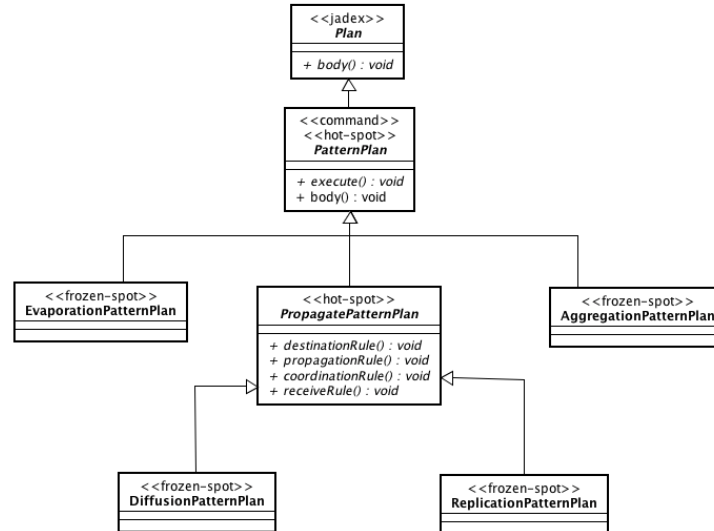 <<jadex>>
Plan
+ body() : void
<<command>>
<<hot-spot>>
PatternPlan
+ execute() : void
+ body() : void
<<frozen-spot>>
EvaporationPatternPlan
<<hot-spot>>
PropagatePatternPlan
+ destinationRule() : void
+ propagationRule() : void
+ coordinationRule() : void
+ receiveRule() : void
<<frozen-spot>>
AggregationPatternPlan
<<frozen-spot>>
DiffusionPatternPlan
<<frozen-spot>>
ReplicationPatternPlan